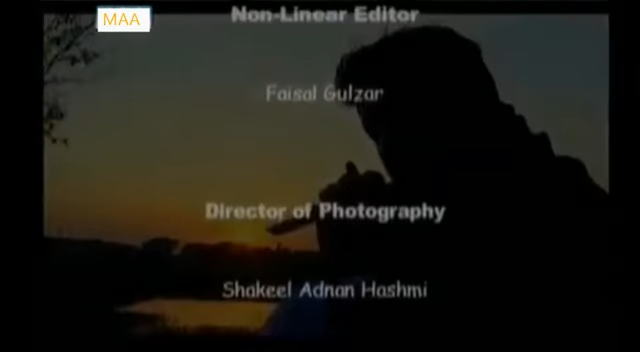 MAA
Non-Linear Editor
Faisal Gulzar
Director of Photography
Shakeel Adnan Hashmi